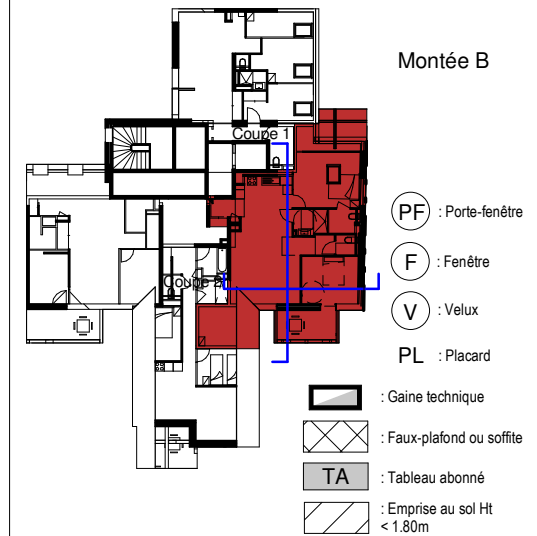 Montée B
Coupe 1
Coupe 2
PF : Porte-fenêtre
F : Fenêtre
V : Velux
PL : Placard
: Gaine technique
: Faux-plafond ou soffite
TA : Tableau abonné
: Emprise au sol Ht
< 1.80m